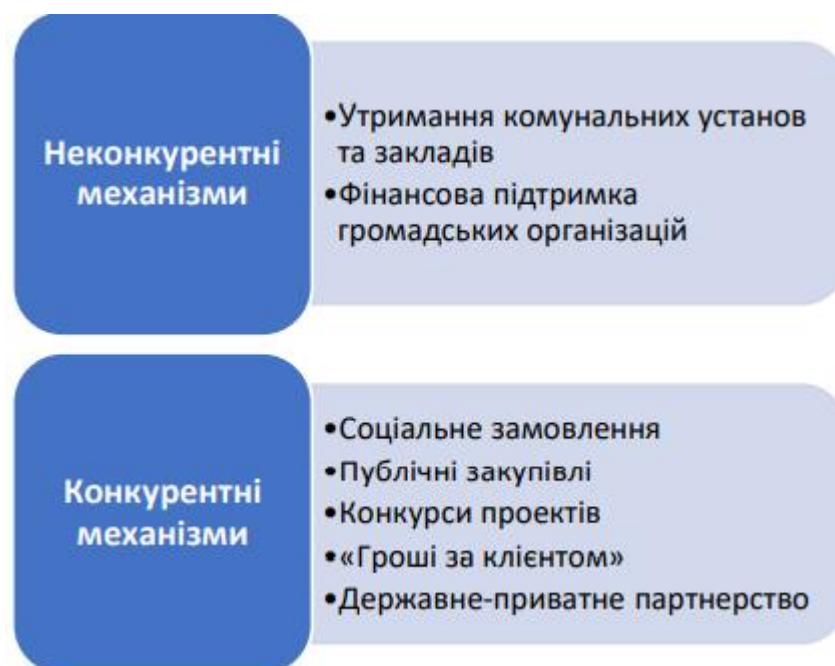 Неконкурентні
механізми
•Утримання комунальних установ
та закладів
•Фінансова підтримка
громадських організацій
Конкурентні
механізми
•Соціальне замовлення
•Публічні закупівлі
•Конкурси проектів
•«Гроші за клієнтом»
•Державне-приватне партнерство